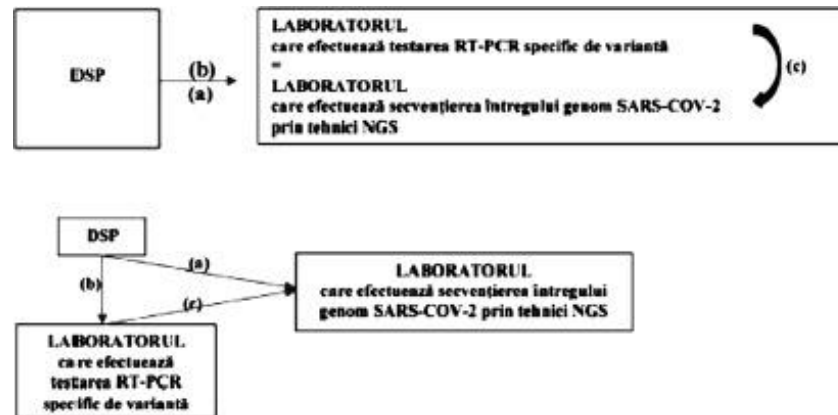 DSP
(b)
(a)
LABORATORUL
care efectuează testarea RT-PCR specific de variantă
=
LABORATORUL
care efectuează secvențierea întregului genom SARS-COV-2
prin tehnici NGS
(c)
DSP
(a)
(b)
(c)
LABORATORUL
care efectuează secvențierea întregului
genom SARS-COV-2 prin tehnici NGS
LABORATORUL
care efectuează
testarea RT-PCR
specific de variantă